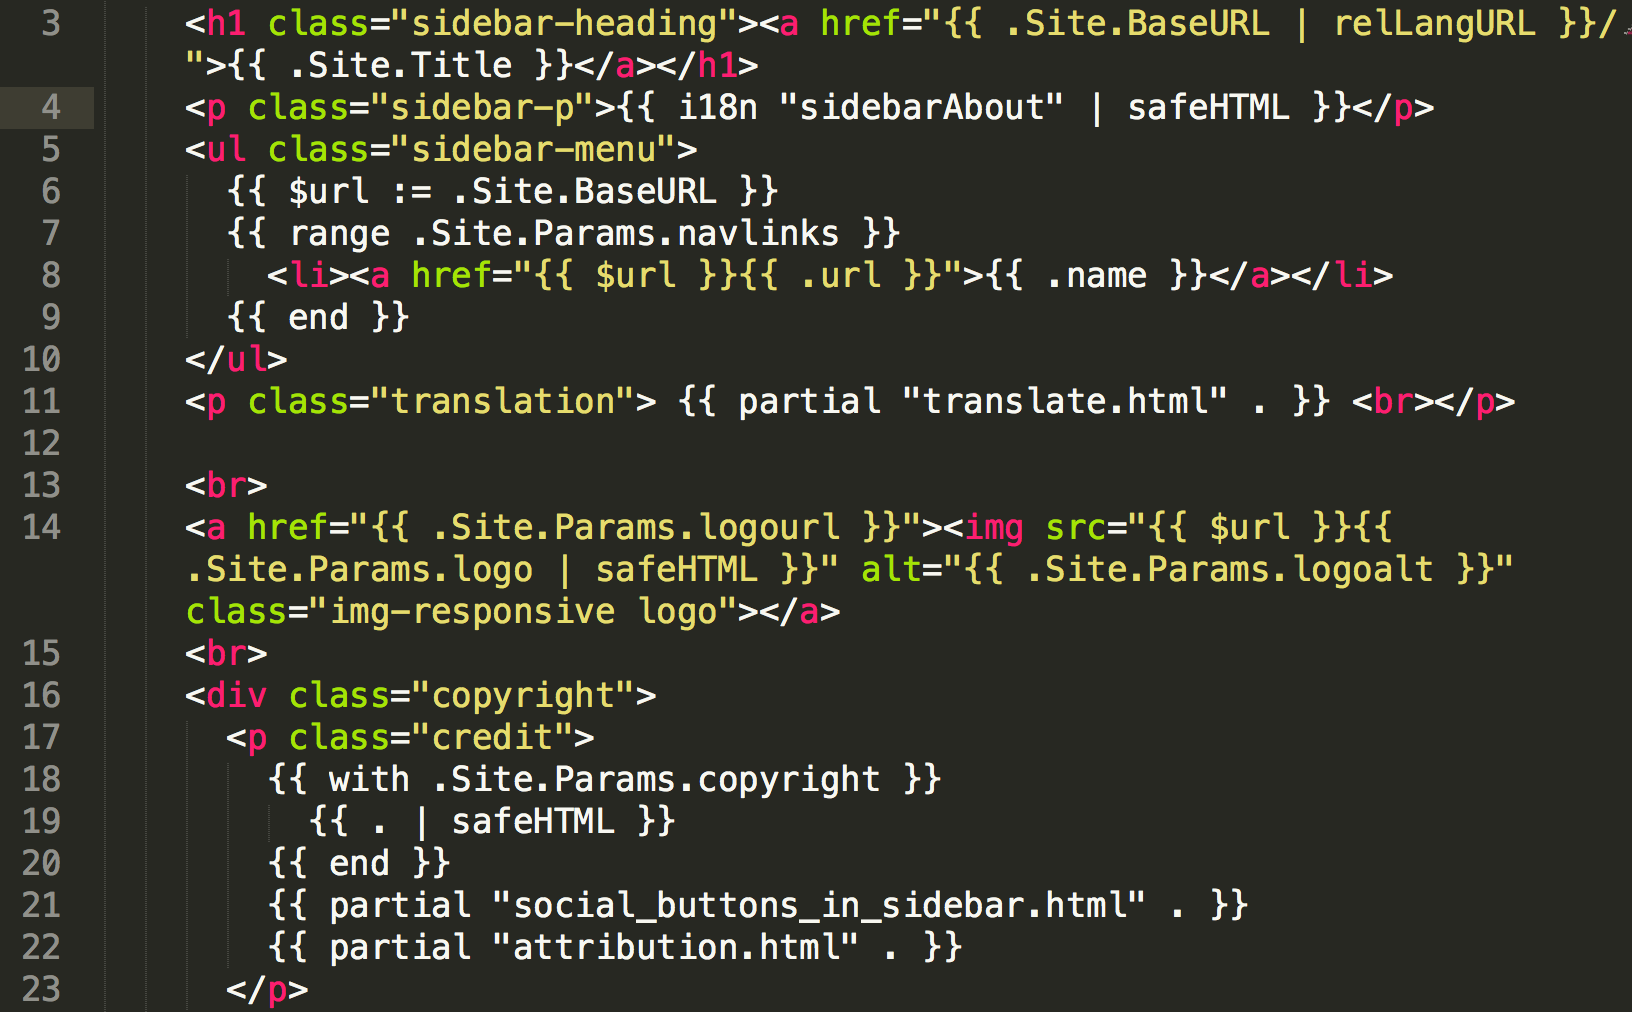 3 <h1 class="sidebar-heading"><a href="{{ .Site.BaseURL | relLangURL }}/
">{{ .Site.Title }}</a></h1>
4 <p class="sidebar-p">{{ i18n "sidebarAbout" | safeHTML }}</p>
5 <ul class="sidebar-menu">
6 {{ $url := .Site.BaseURL }}
7 {{ range .Site.Params.navlinks }}
8 <li><a href="{{ $url }}{{ .url }}">{{ .name }}</a></li>
9 {{ end }}
10 </ul>
11 <p class="translation"> {{ partial "translate.html" . }} <br></p>
12
13 <br>
14 <a href="{{ .Site.Params.logourl }}"><img src="{{ $url }}{{
.Site.Params.logo | safeHTML }}" alt="{{ .Site.Params.logoalt }}"
class="img-responsive logo"></a>
15 <br>
16 <div class="copyright">
17 <p class="credit">
18 {{ with .Site.Params.copyright }}
19 {{ . | safeHTML }}
20 {{ end }}
21 {{ partial "social_buttons_in_sidebar.html" . }}
22 {{ partial "attribution.html" . }}
23 </p>